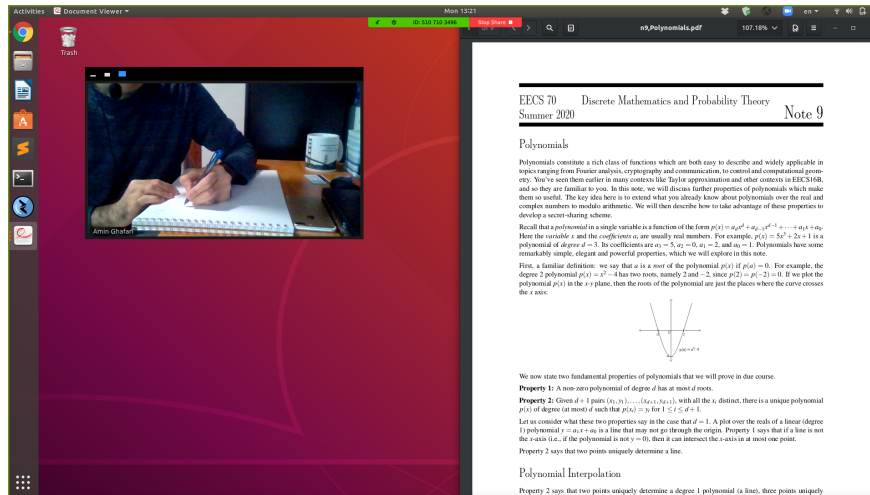 Activities
Document Viewer
Mon 13:21
en
ID: 510 710 3496
Stop Share
n9,Polynomials.pdf
107.18%
Trash
Amin Ghafari
EECS 70 Discrete Mathematics and Probability Theory
Summer 2020 Note 9
Polynomials
Polynomials constitute a rich class of functions which are both easy to describe and widely applicable in
topics ranging from Fourier analysis, cryptography and communication, to control and computational geom-
etry. You've seen them earlier in many contexts like Taylor approximation and other contexts in EECS16B,
and so they are familiar to you. In this note, we will discuss further properties of polynomials which make
them so useful. The key idea here is to extend what you already know about polynomials over the real and
complex numbers to modulo arithmetic. We will then describe how to take advantage of these properties to
develop a secret-sharing scheme.
Recall that a polynomial in a single variable is a function of the form p(x) = a_d x^d + a_{d−1} x^{d−1} + ··· + a_1 x + a_0.
Here the variable x and the coefficients a_i are usually real numbers. For example, p(x) = 5x^3 + 2x + 1 is a
polynomial of degree d = 3. Its coefficients are a_3 = 5, a_2 = 0, a_1 = 2, and a_0 = 1. Polynomials have some
remarkably simple, elegant and powerful properties, which we will explore in this note.
First, a familiar definition: we say that a is a root of the polynomial p(x) if p(a) = 0. For example, the
degree 2 polynomial p(x) = x^2 − 4 has two roots, namely 2 and −2, since p(2) = p(−2) = 0. If we plot the
polynomial p(x) in the x-y plane, then the roots of the polynomial are just the places where the curve crosses
the x axis:
We now state two fundamental properties of polynomials that we will prove in due course.
Property 1: A non-zero polynomial of degree d has at most d roots.
Property 2: Given d + 1 pairs (x_1, y_1), ..., (x_{d+1}, y_{d+1}), with all the x_i distinct, there is a unique polynomial
p(x) of degree (at most) d such that p(x_i) = y_i for 1 ≤ i ≤ d + 1.
Let us consider what these two properties say in the case that d = 1. A plot over the reals of a linear (degree
1) polynomial y = a_1 x + a_0 is a line that may not go through the origin. Property 1 says that if a line is not
the x-axis (i.e., if the polynomial is not y = 0), then it can intersect the x-axis in at most one point.
Property 2 says that two points uniquely determine a line.
Polynomial Interpolation
Property 2 says that two points uniquely determine a degree 1 polynomial (a line), three points uniquely